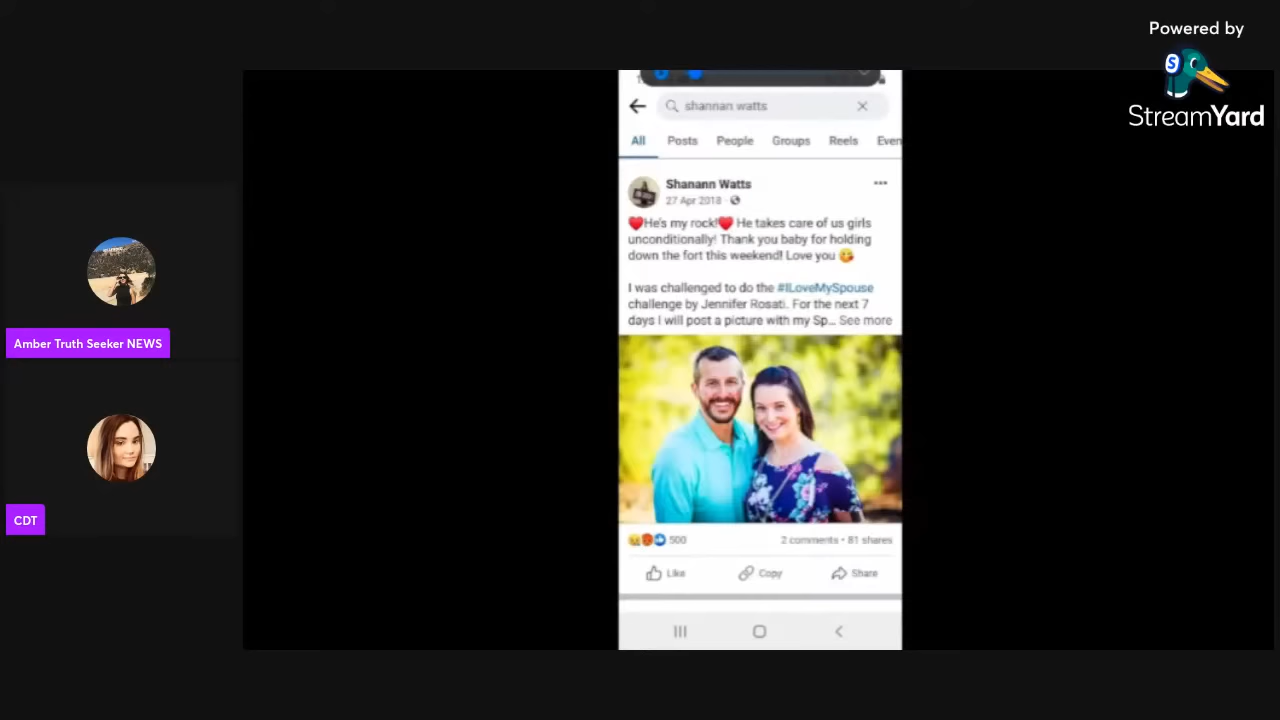 Powered by
StreamYard
shannan watts
All Posts People Groups Reels Even
Shanann Watts
27 Apr 2018
He's my rock! He takes care of us girls
unconditionally! Thank you baby for holding
down the fort this weekend! Love you
I was challenged to do the #ILoveMySpouse
challenge by Jennifer Rosati. For the next 7
days I will post a picture with my Sp... See more
500 2 comments • 81 shares
Like Copy Share
Amber Truth Seeker NEWS
CDT